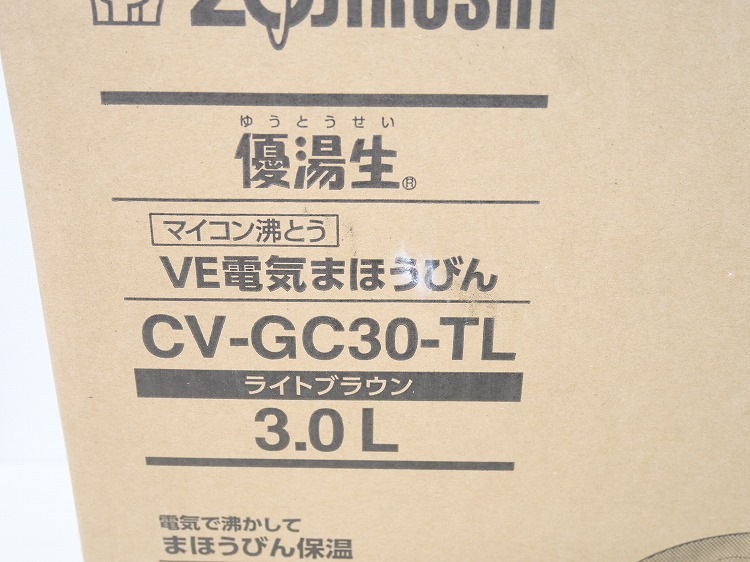 ZOJIRUSHI
ゆうとうせい
優湯生®
マイコン沸とう
VE電気まほうびん
CV-GC30-TL
ライトブラウン
3.0L
電気で沸かして
まほうびん保温